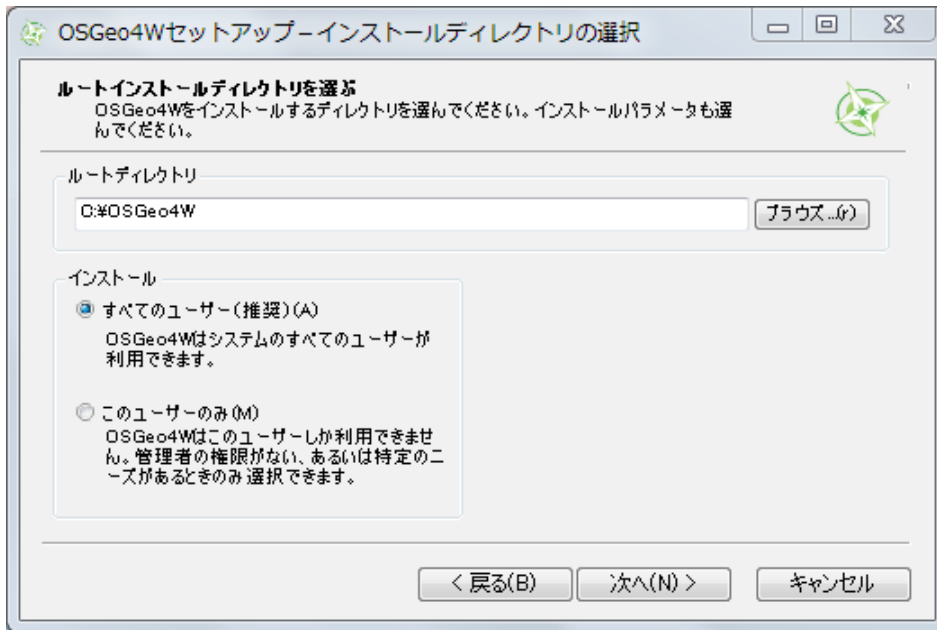 OSGeo4Wセットアップ－インストールディレクトリの選択
ルートインストールディレクトリを選ぶ
OSGeo4Wをインストールするディレクトリを選んでください。インストールパラメータも選
んでください。
ルートディレクトリ
C:¥OSGeo4W
ブラウズ...(r)
インストール
すべてのユーザー(推奨)(A)
OSGeo4Wはシステムのすべてのユーザーが
利用できます。
このユーザーのみ(M)
OSGeo4Wはこのユーザーしか利用できませ
ん。管理者の権限がない、あるいは特定のニ
ーズがあるときのみ選択できます。
< 戻る(B)
次へ(N) >
キャンセル